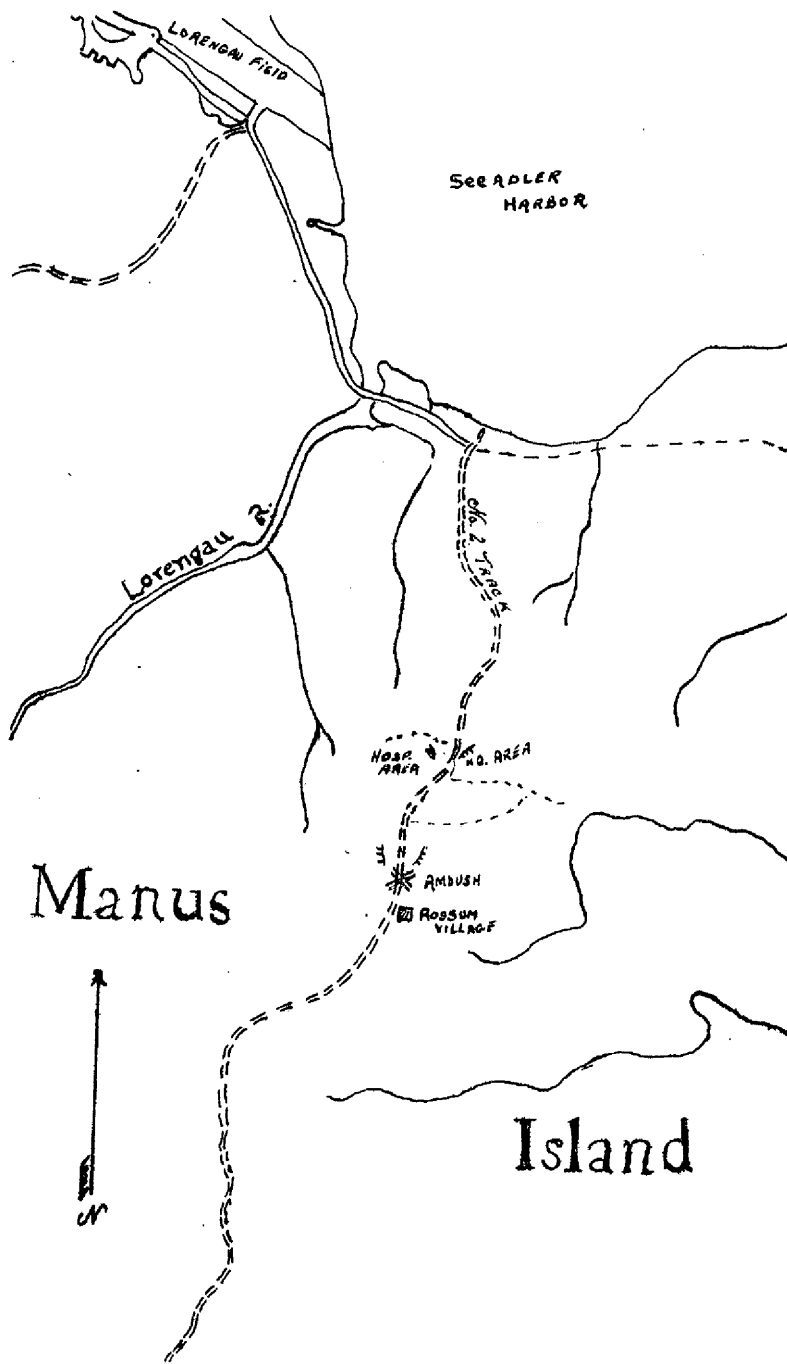 LORENGAU FIELD
SEEADLER
HARBOR
Lorengau R.
No. 2 TRACK
HOSP.
AREA
HQ. AREA
AMBUSH
ROSSUM
VILLAGE
Manus
Island
N